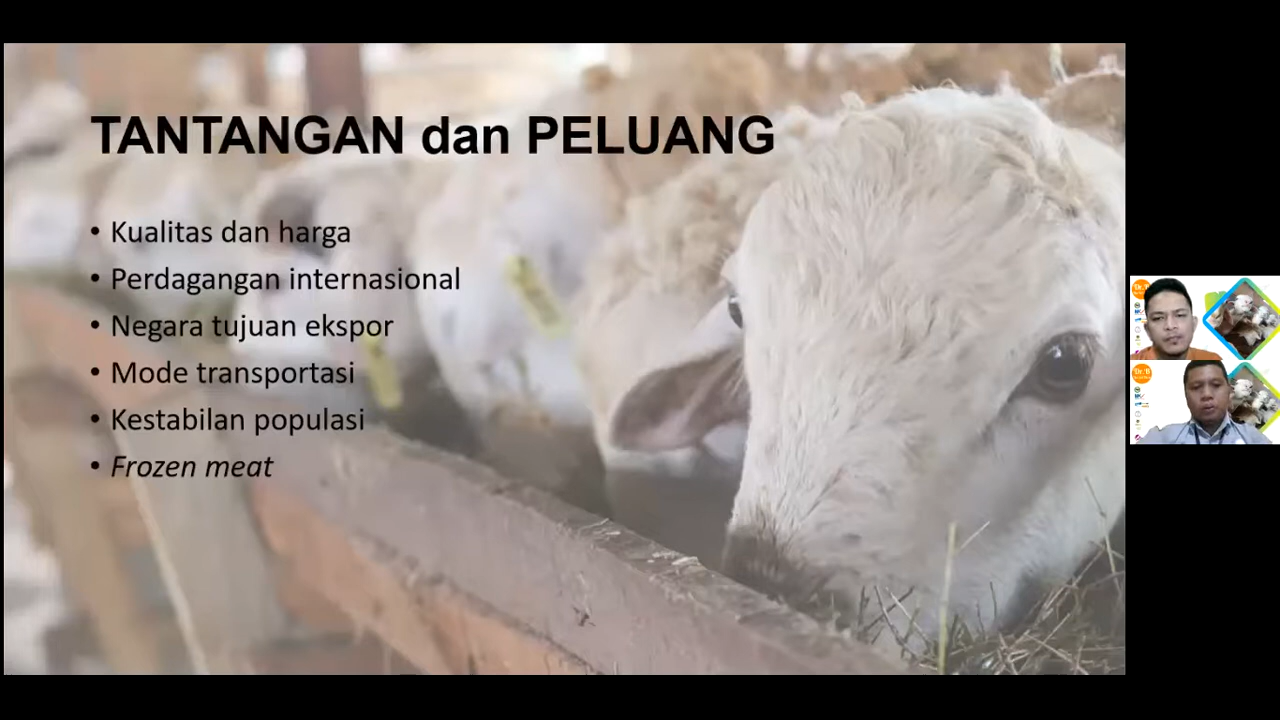 TANTANGAN dan PELUANG
• Kualitas dan harga
• Perdagangan internasional
• Negara tujuan ekspor
• Mode transportasi
• Kestabilan populasi
• Frozen meat